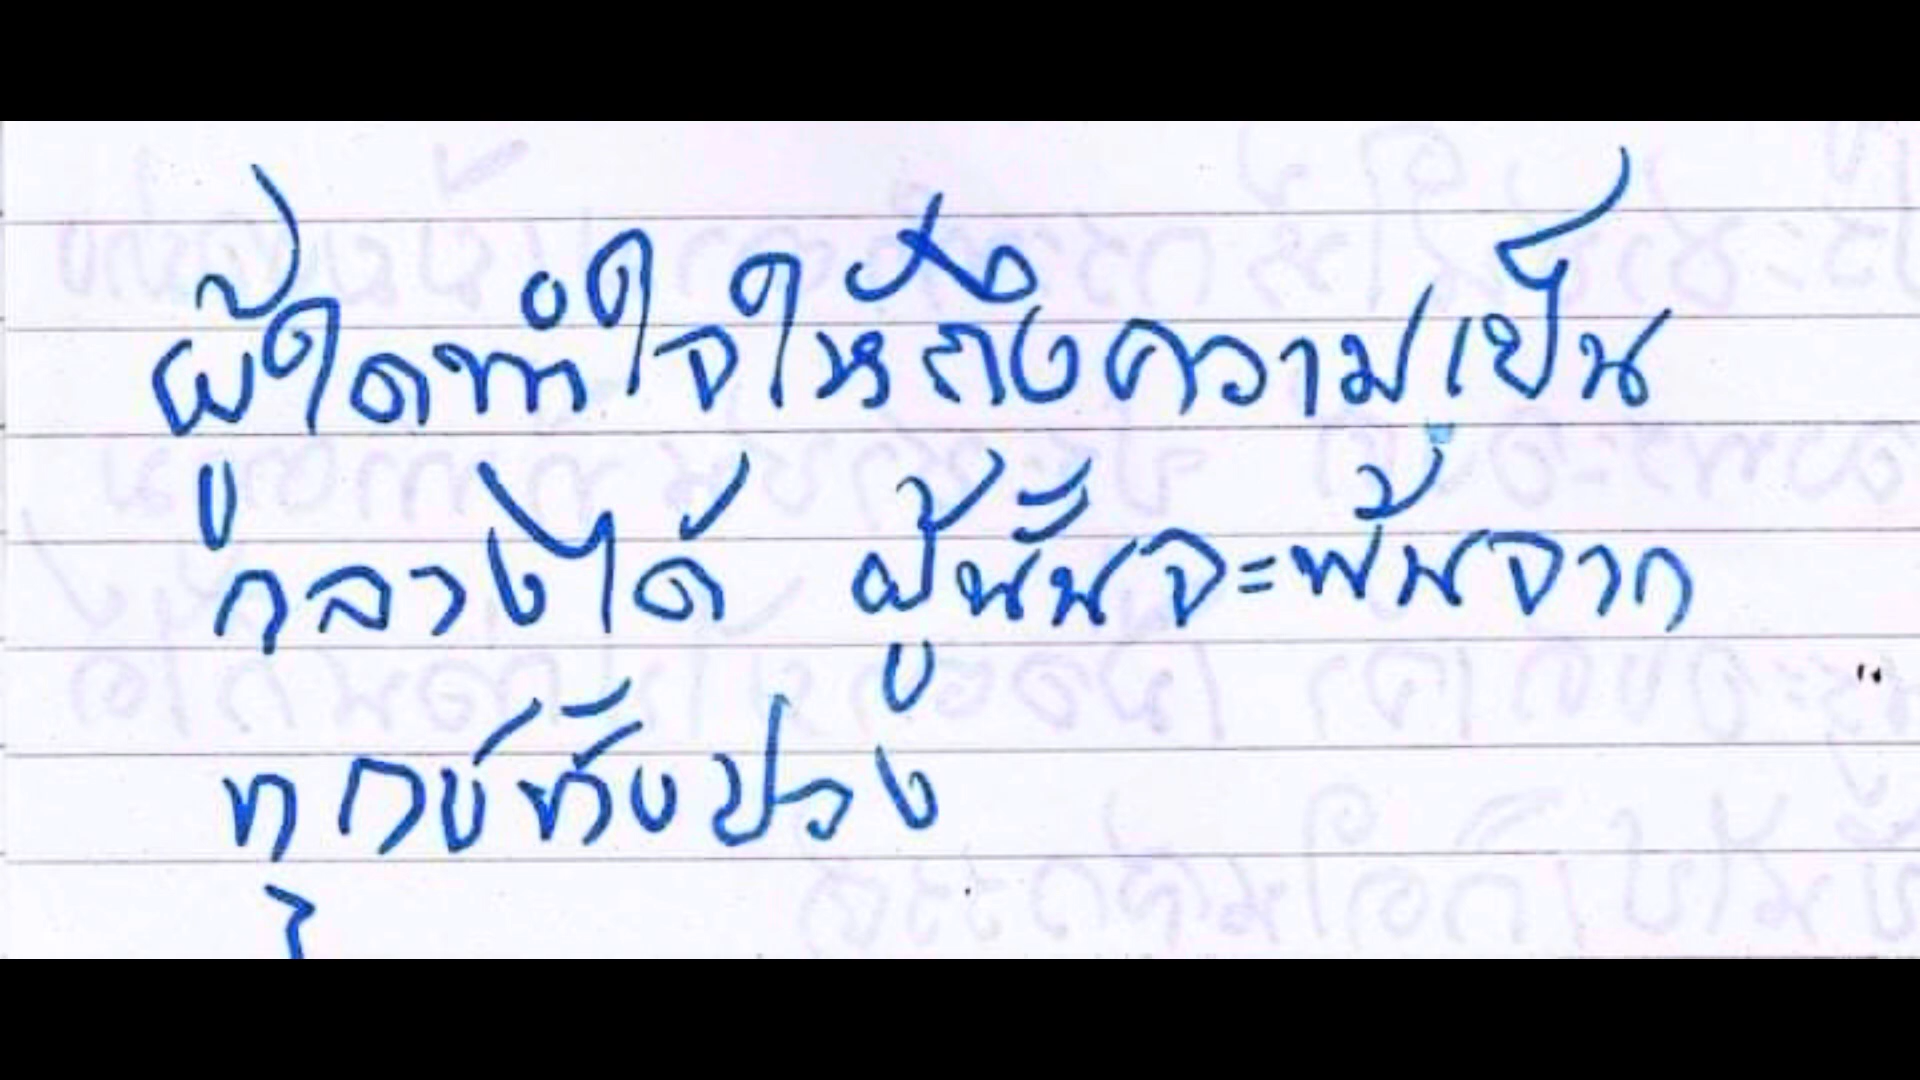 ผู้ใดทำใจให้ถึงความเป็น
กลางได้ ผู้นั้นจะพ้นจาก
ทุกข์ทั้งปวง